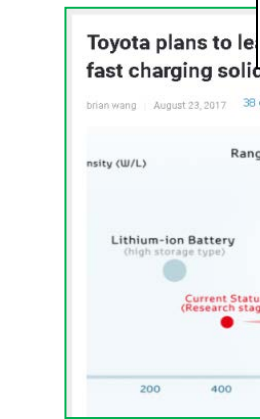 Toyota plans to le
fast charging solid
brian wang August 23, 2017 38
nsity (W/L)
Rang
Lithium-ion Battery
(high storage type)
Current Statu
(Research stag
200 400